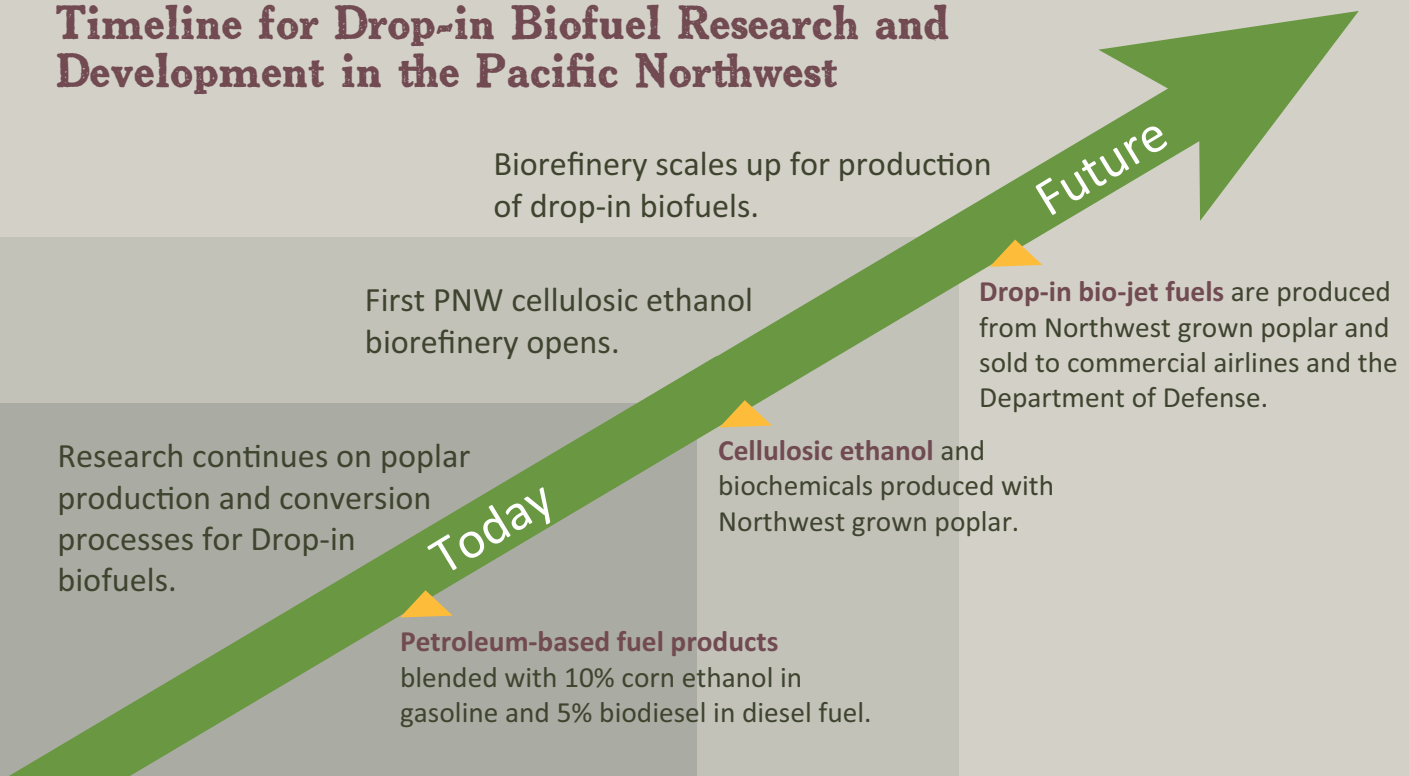 Timeline for Drop-in Biofuel Research and
Development in the Pacific Northwest
Biorefinery scales up for production
of drop-in biofuels.
Future
Drop-in bio-jet fuels are produced
from Northwest grown poplar and
sold to commercial airlines and the
Department of Defense.
First PNW cellulosic ethanol
biorefinery opens.
Cellulosic ethanol and
biochemicals produced with
Northwest grown poplar.
Research continues on poplar
production and conversion
processes for Drop-in
biofuels.
Today
Petroleum-based fuel products
blended with 10% corn ethanol in
gasoline and 5% biodiesel in diesel fuel.